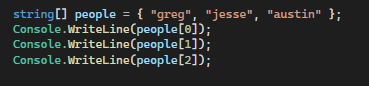 string[] people = { "greg", "jesse", "austin" };
Console.WriteLine(people[0]);
Console.WriteLine(people[1]);
Console.WriteLine(people[2]);